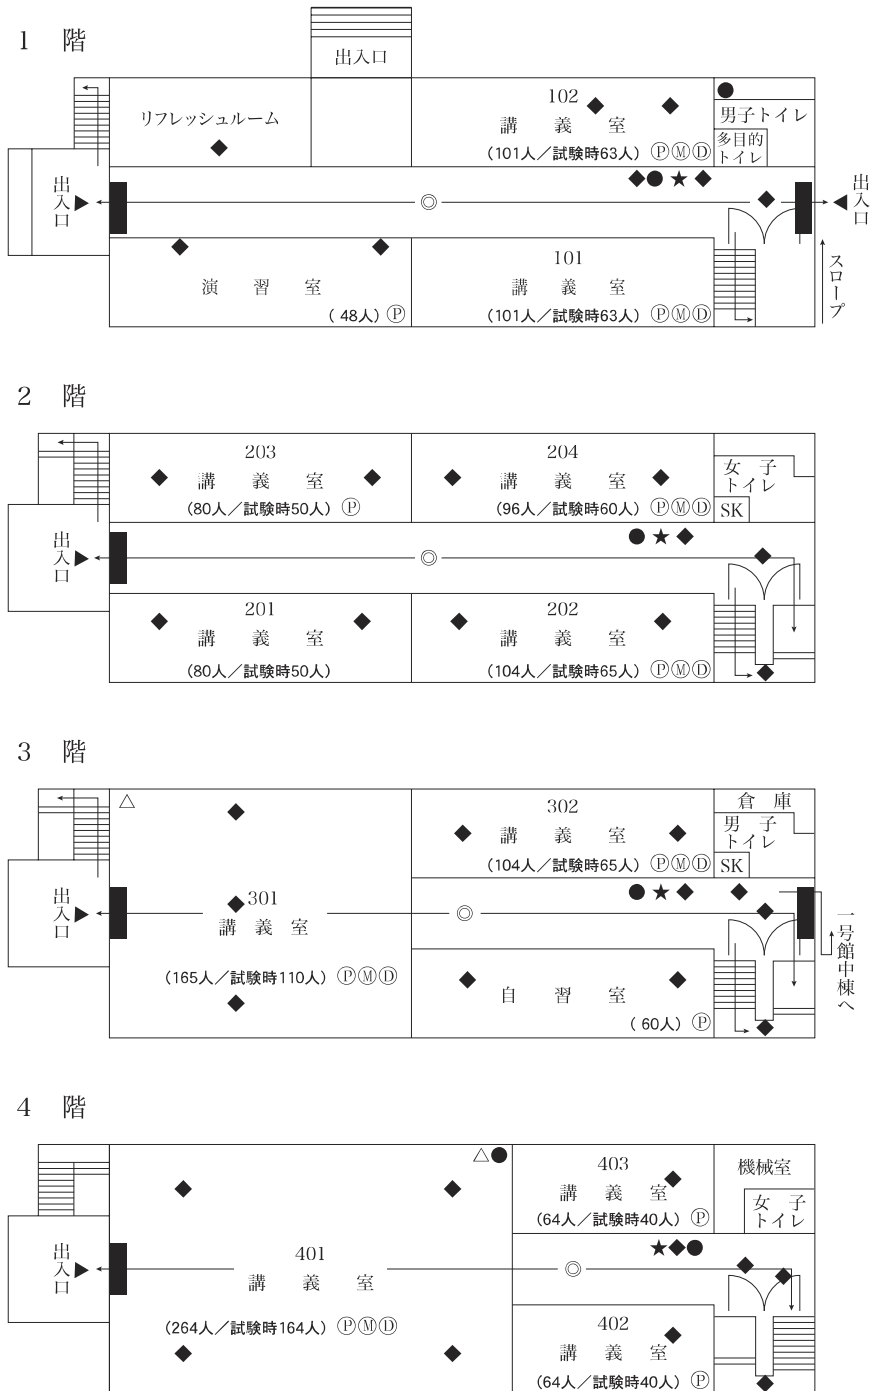 1 階
出入口
リフレッシュルーム
102
講 義 室
(101人／試験時63人) Ⓟ Ⓜ Ⓓ
男子トイレ
多目的
トイレ
出入口
出入口
演 習 室
( 48人) Ⓟ
101
講 義 室
(101人／試験時63人) Ⓟ Ⓜ Ⓓ
スロープ
2 階
203
講 義 室
(80人／試験時50人) Ⓟ
204
講 義 室
(96人／試験時60人) Ⓟ Ⓜ Ⓓ
女 子
トイレ
SK
出入口
201
講 義 室
(80人／試験時50人)
202
講 義 室
(104人／試験時65人) Ⓟ Ⓜ Ⓓ
3 階
302
講 義 室
(104人／試験時65人) Ⓟ Ⓜ Ⓓ
倉 庫
男 子
トイレ
SK
出入口
301
講 義 室
(165人／試験時110人) Ⓟ Ⓜ Ⓓ
自 習 室
( 60人) Ⓟ
一号館中棟へ
4 階
403
講 義 室
(64人／試験時40人) Ⓟ
機械室
女 子
トイレ
出入口
401
講 義 室
(264人／試験時164人) Ⓟ Ⓜ Ⓓ
402
講 義 室
(64人／試験時40人) Ⓟ